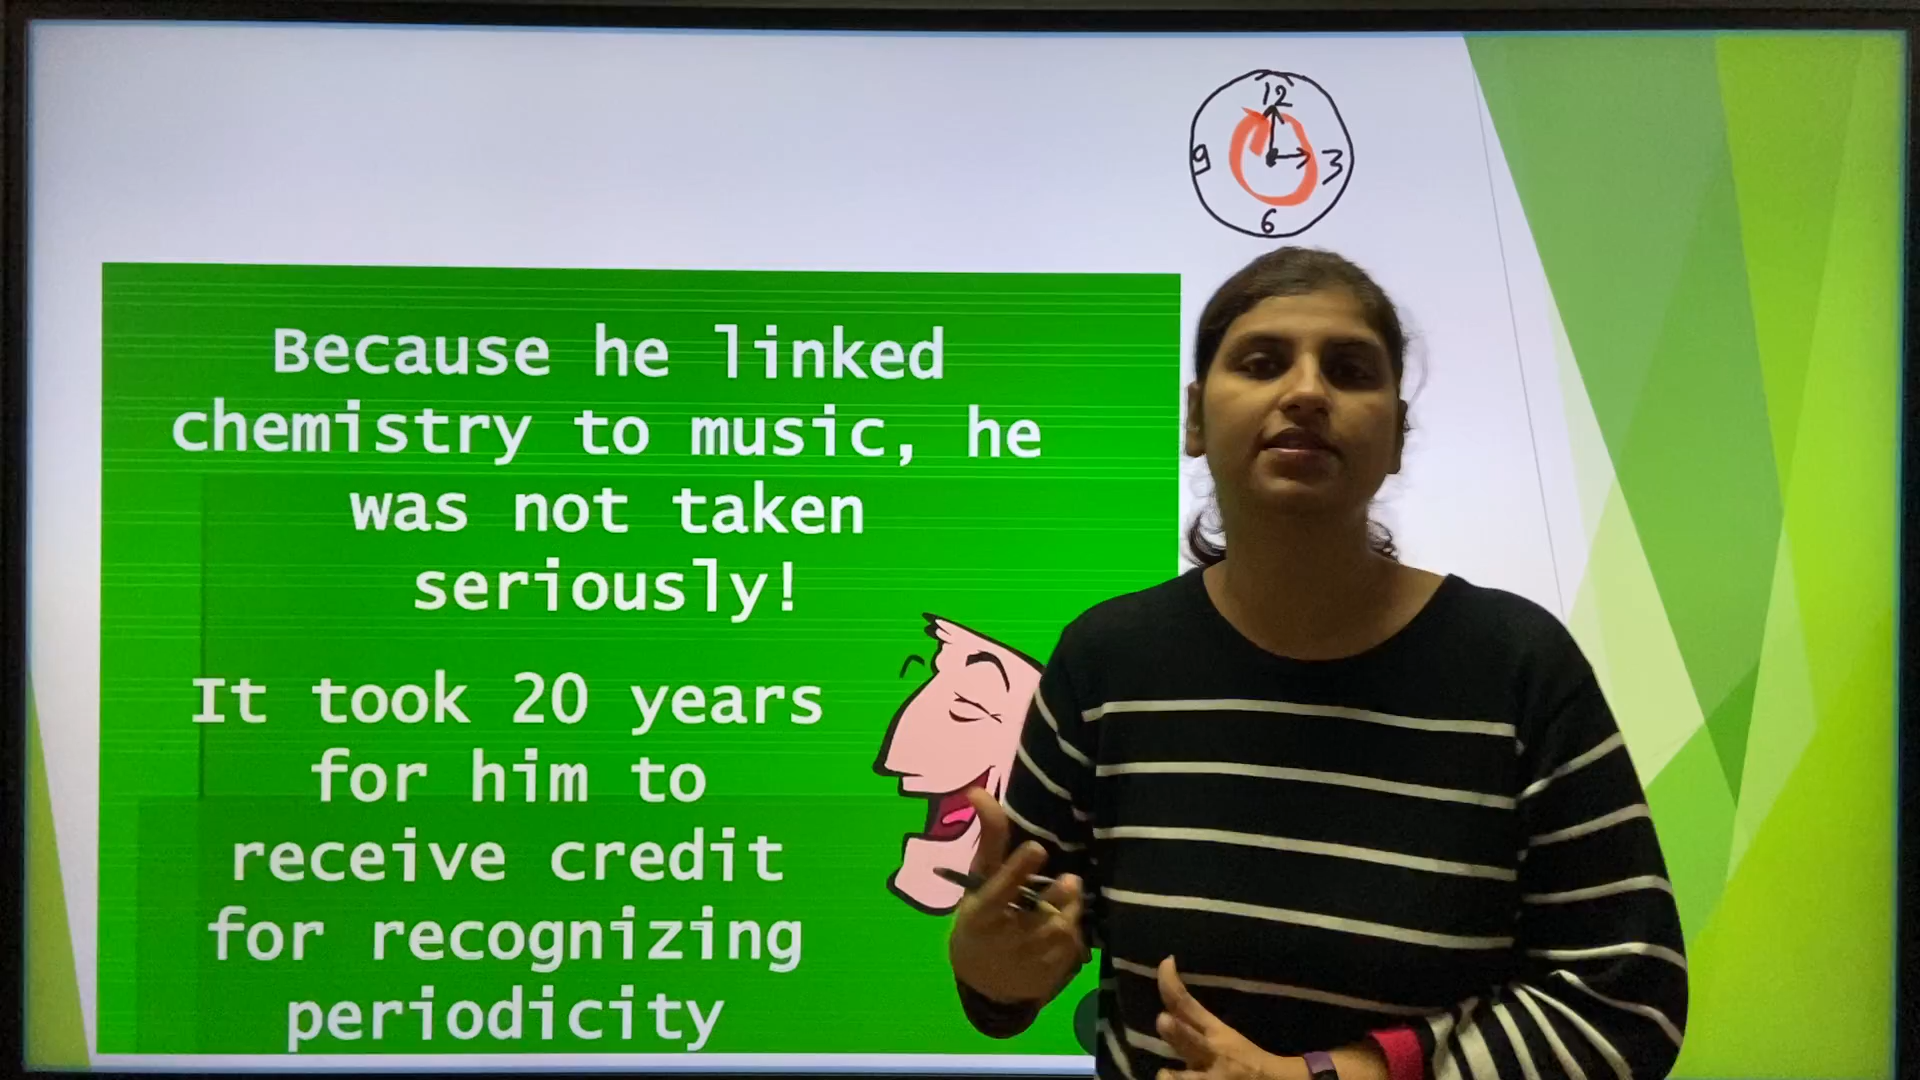 12
9
3
6
Because he linked
chemistry to music, he
was not taken
seriously!
It took 20 years
for him to
receive credit
for recognizing
periodicity